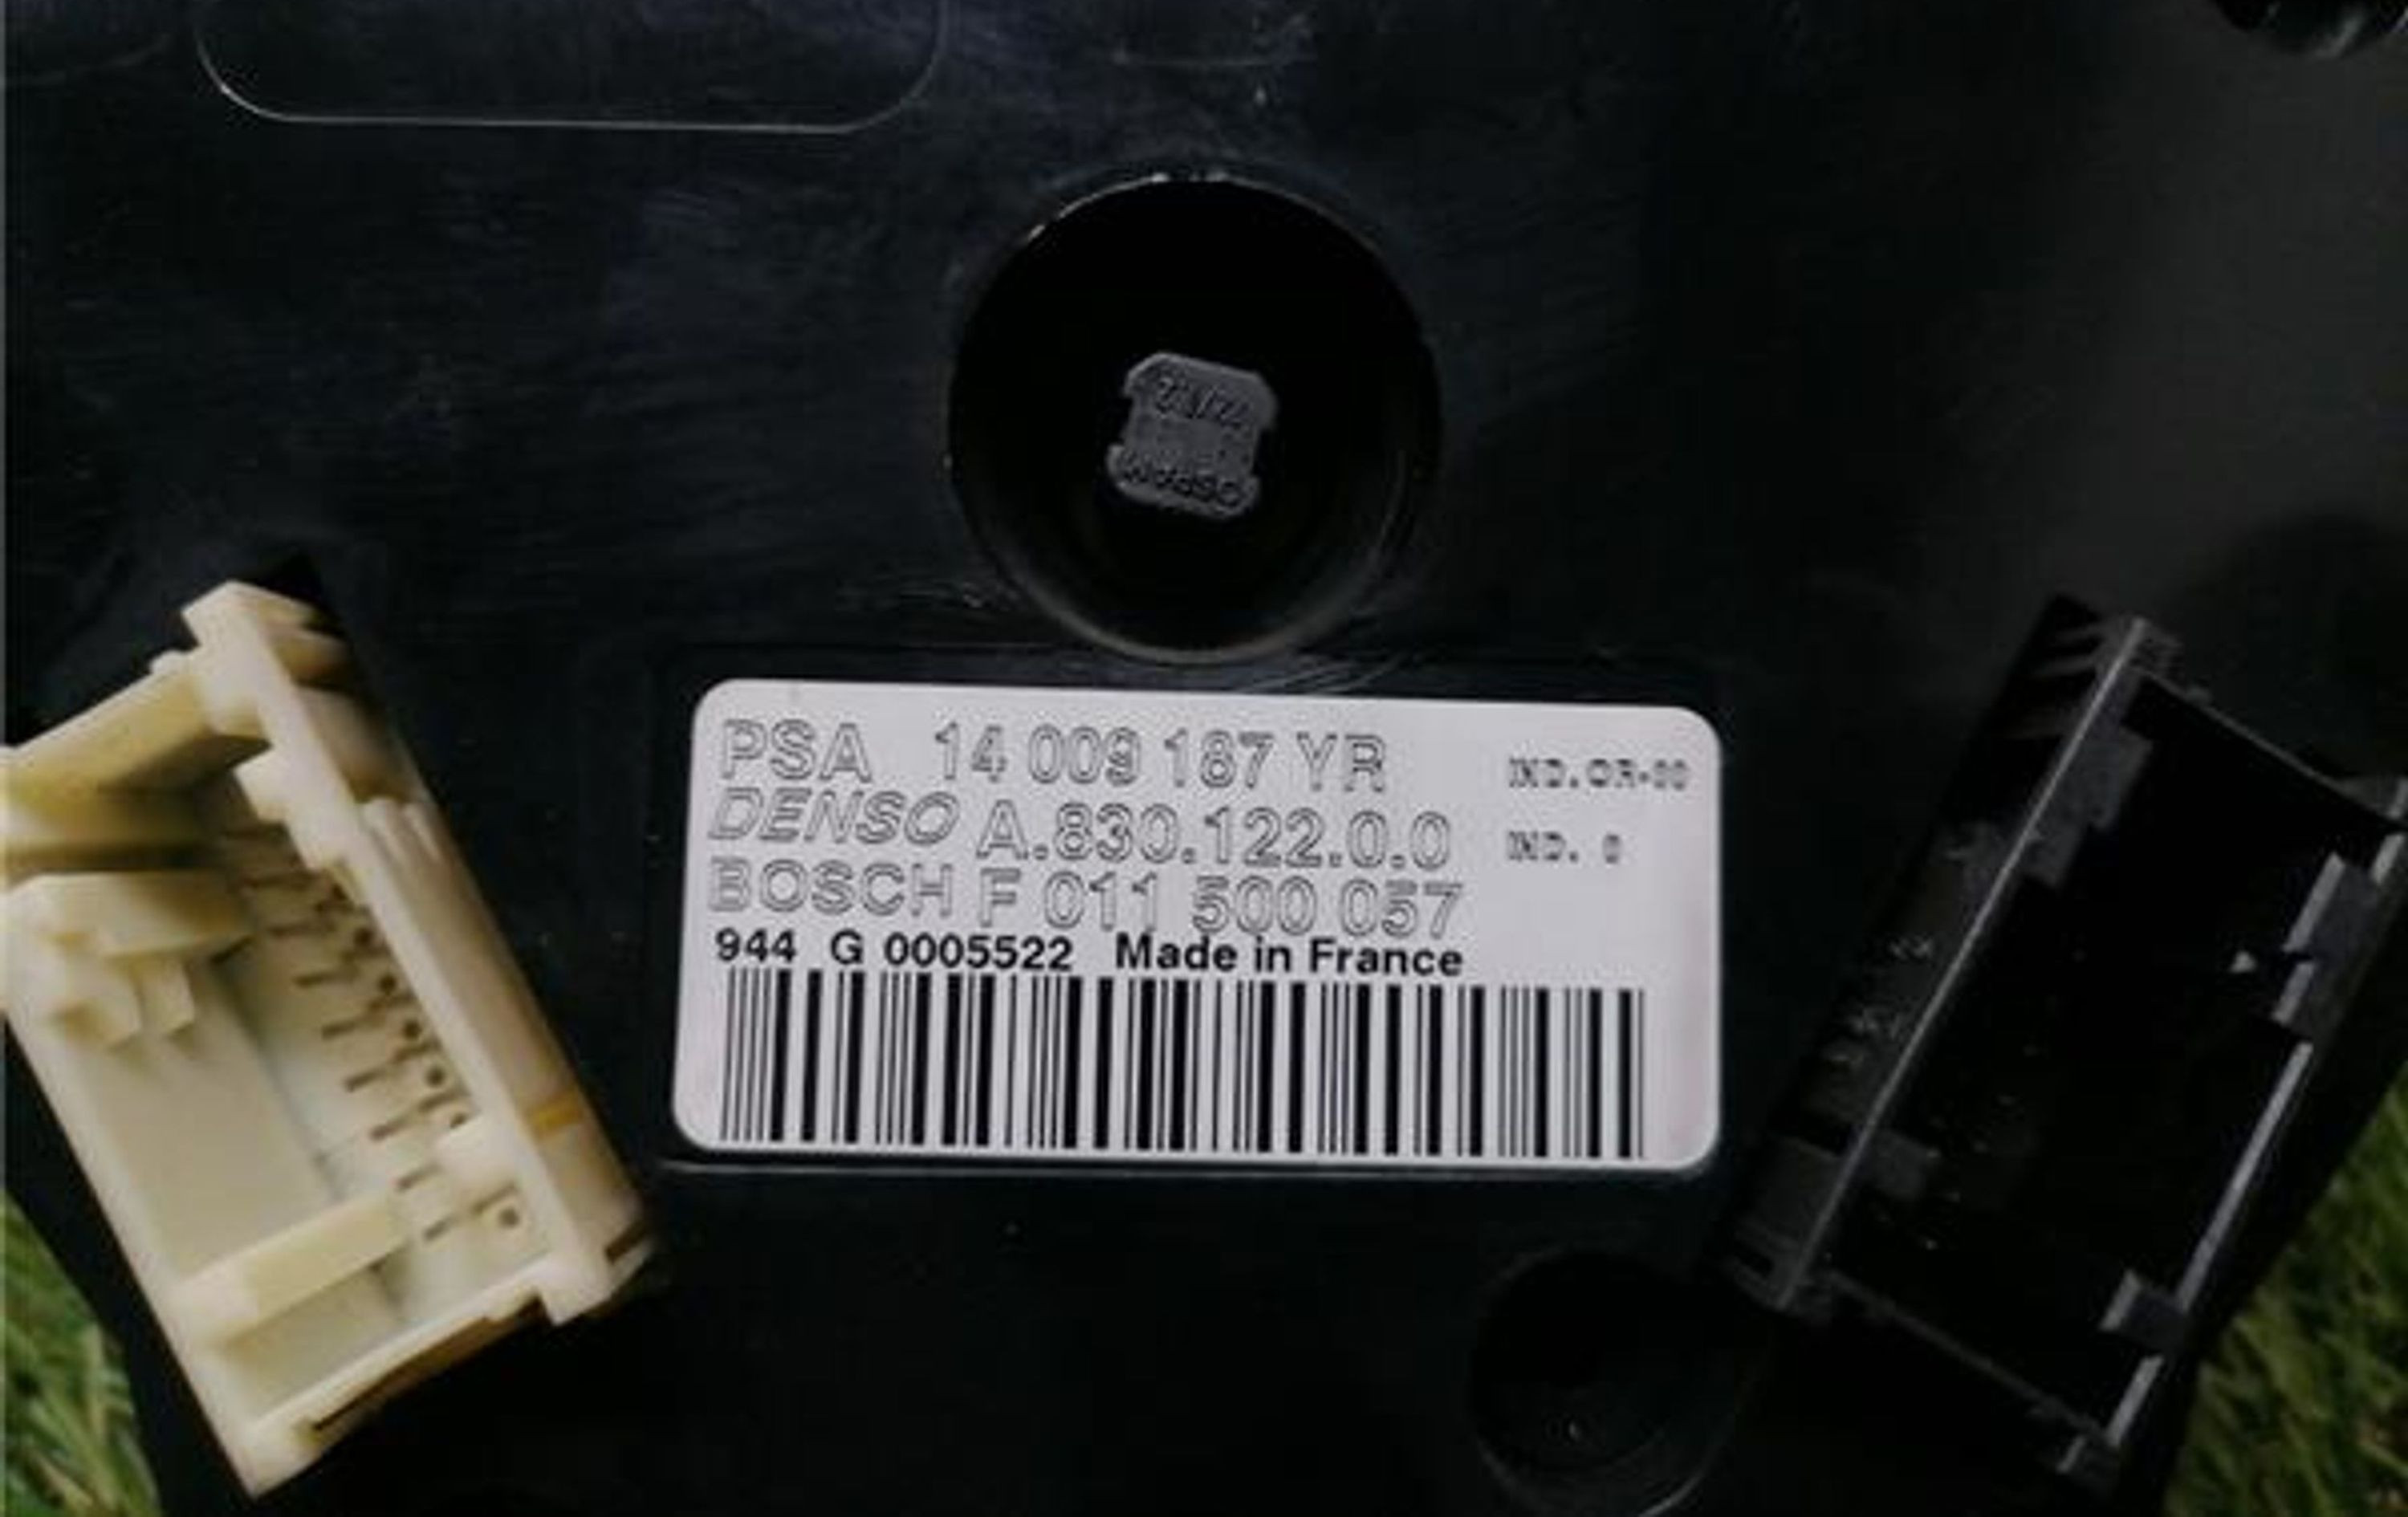 PSA 14 009 187 YR IND.OR-00
DENSO A.830.122.0.0 IND. 0
BOSCH F 011 500 057
944 G 0005522 Made in France